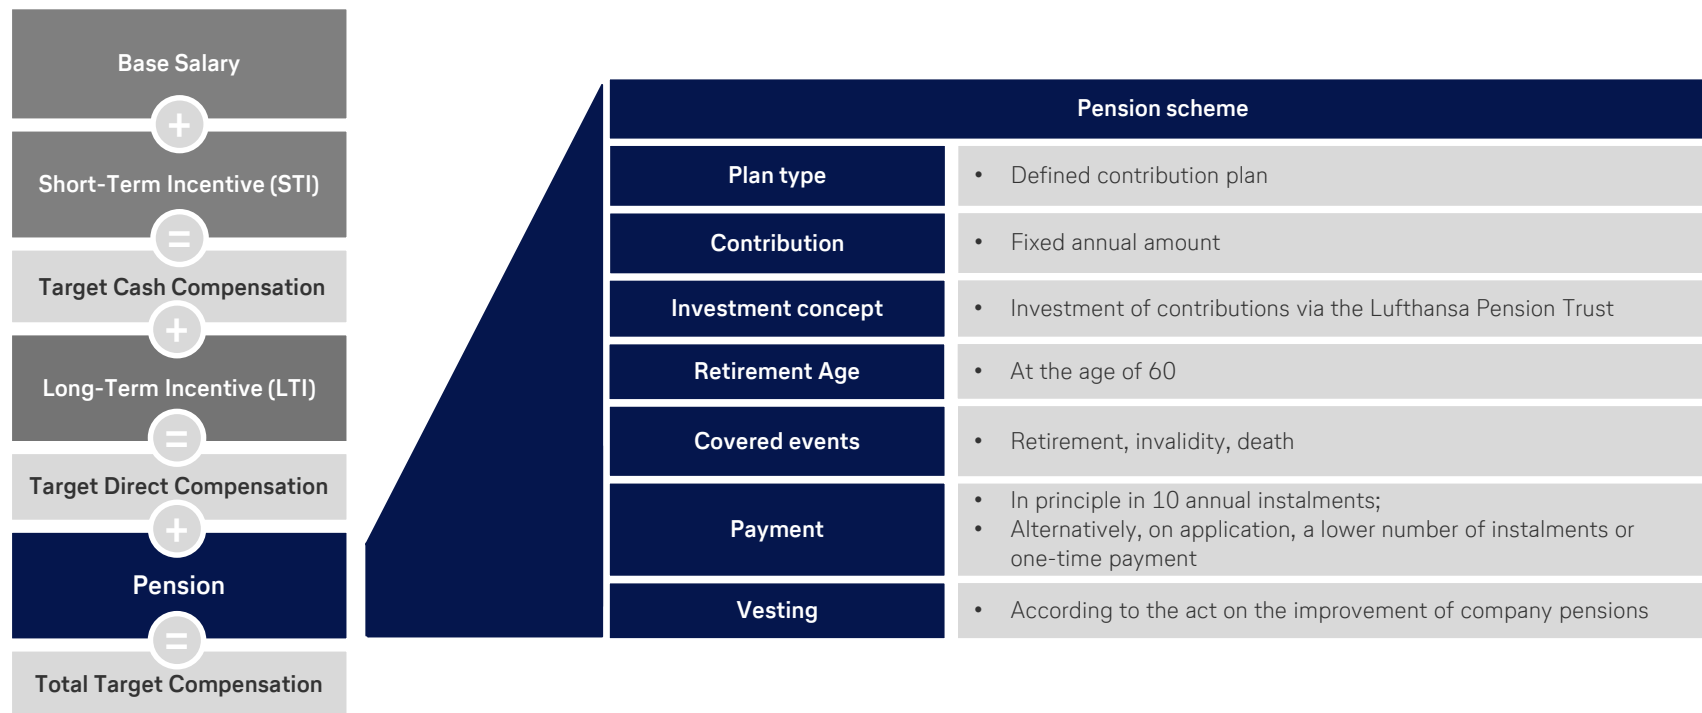 Base Salary
+
Short-Term Incentive (STI)
=
Target Cash Compensation
+
Long-Term Incentive (LTI)
=
Target Direct Compensation
+
Pension
=
Total Target Compensation
Pension scheme
Plan type
• Defined contribution plan
Contribution
• Fixed annual amount
Investment concept
• Investment of contributions via the Lufthansa Pension Trust
Retirement Age
• At the age of 60
Covered events
• Retirement, invalidity, death
Payment
• In principle in 10 annual instalments;
• Alternatively, on application, a lower number of instalments or
one-time payment
Vesting
• According to the act on the improvement of company pensions